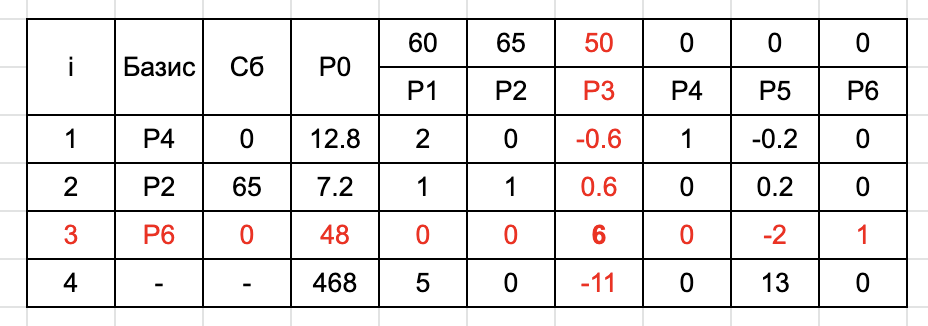 i Базис Сб P0 60 65 50 0 0 0
P1 P2 P3 P4 P5 P6
1 P4 0 12.8 2 0 -0.6 1 -0.2 0
2 P2 65 7.2 1 1 0.6 0 0.2 0
3 P6 0 48 0 0 6 0 -2 1
4 - - 468 5 0 -11 0 13 0